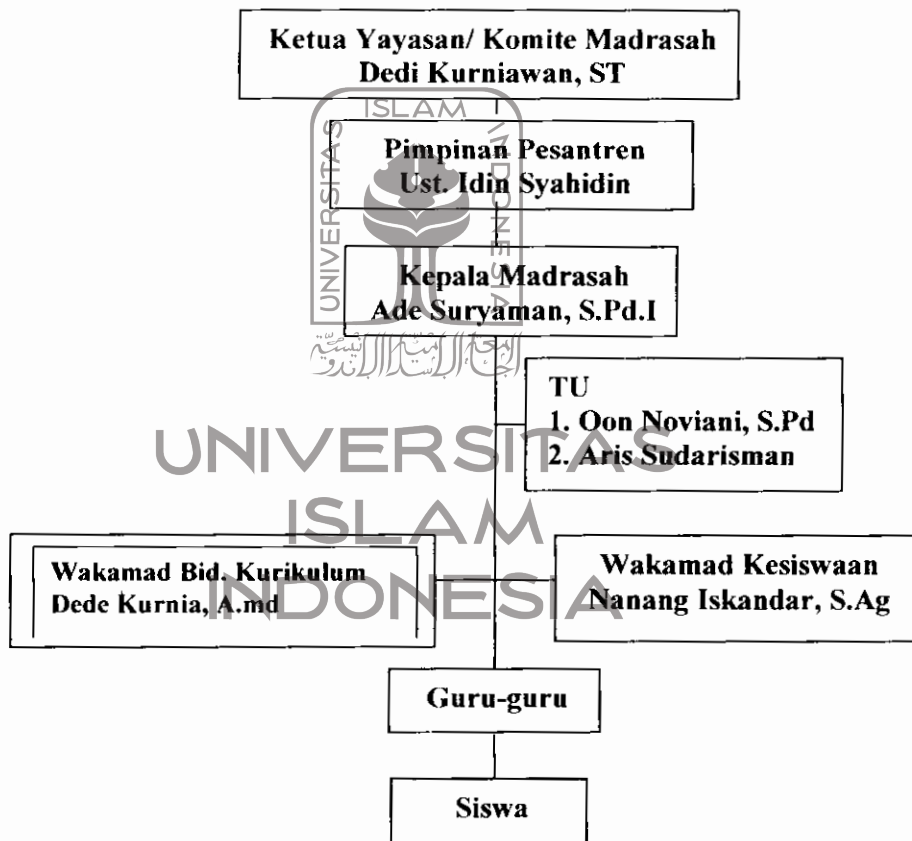 Ketua Yayasan/ Komite Madrasah
Dedi Kurniawan, ST
ISLAM
UNIVERSITAS
INDONESIA
Pimpinan Pesantren
Ust. Idin Syahidin
Kepala Madrasah
Ade Suryaman, S.Pd.I
TU
1. Oon Noviani, S.Pd
2. Aris Sudarisman
UNIVERSITAS
ISLAM
INDONESIA
Wakamad Bid. Kurikulum
Dede Kurnia, A.md
Wakamad Kesiswaan
Nanang Iskandar, S.Ag
Guru-guru
Siswa